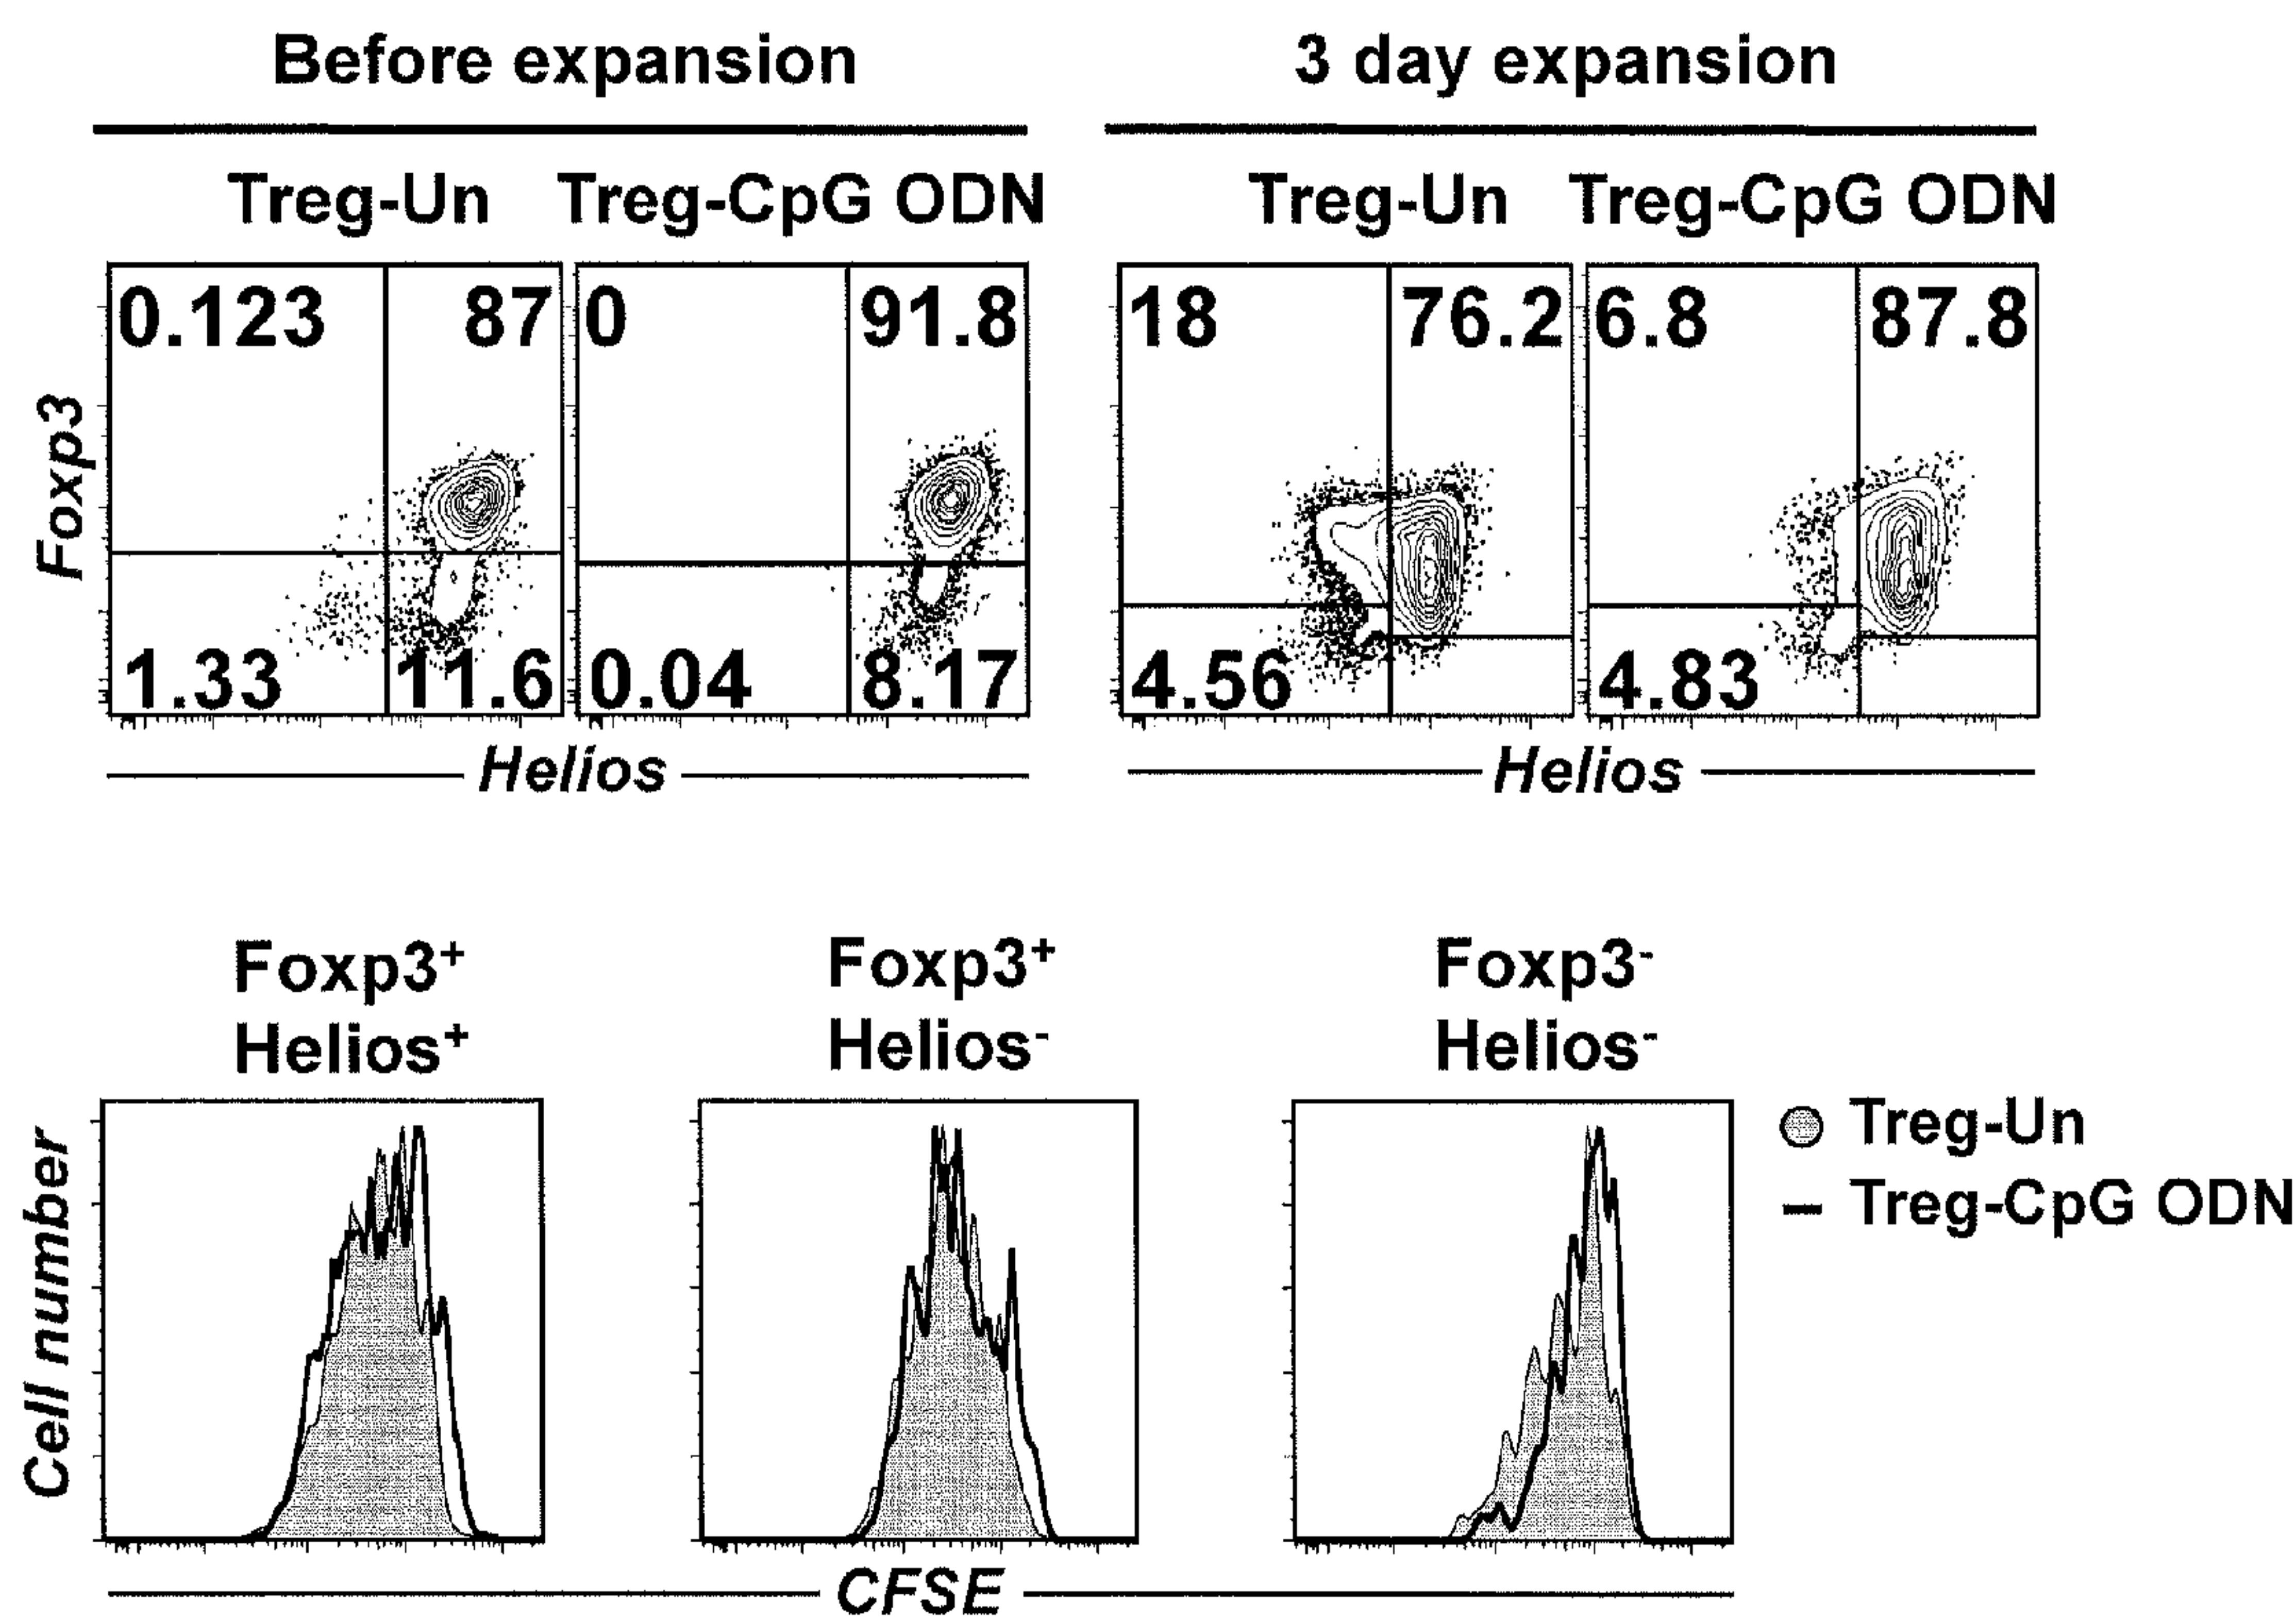 Before expansion 3 day expansion
Treg-Un Treg-CpG ODN Treg-Un Treg-CpG ODN
0.123 87 0 91.8 18 76.2 6.8 87.8
Foxp3
1.33 11.6 0.04 8.17 4.56 4.83
Helios Helios
Foxp3+ Foxp3+ Foxp3-
Helios+ Helios- Helios-
Treg-Un
Treg-CpG ODN
Cell number
CFSE